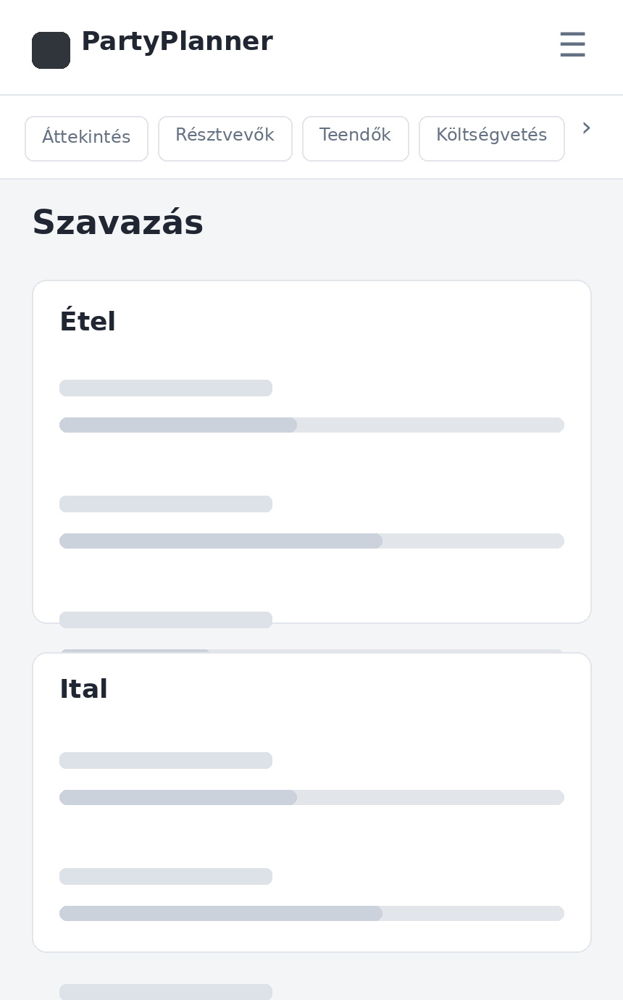 PartyPlanner ☰
Áttekintés Résztvevők Teendők Költségvetés ›
Szavazás
Étel
Ital